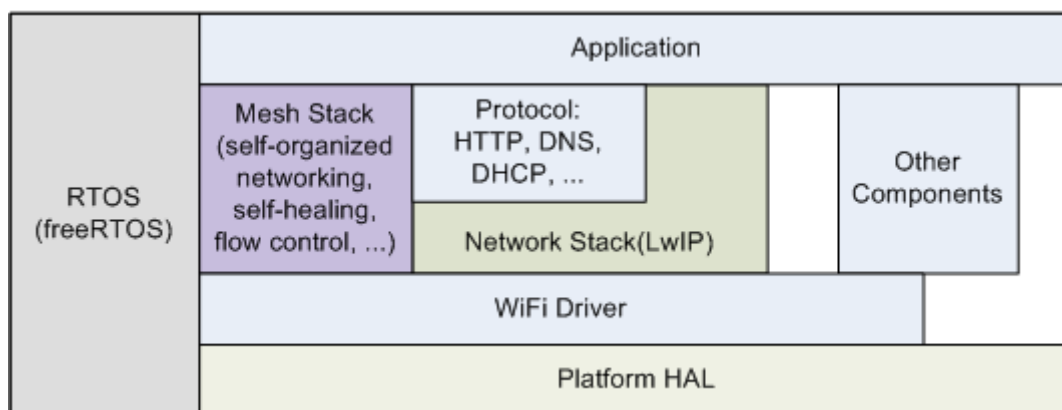 Application
Mesh Stack
(self-organized
networking,
self-healing,
flow control, ...)
Protocol:
HTTP, DNS,
DHCP, ...
Other
Components
RTOS
(freeRTOS)
Network Stack(LwIP)
WiFi Driver
Platform HAL